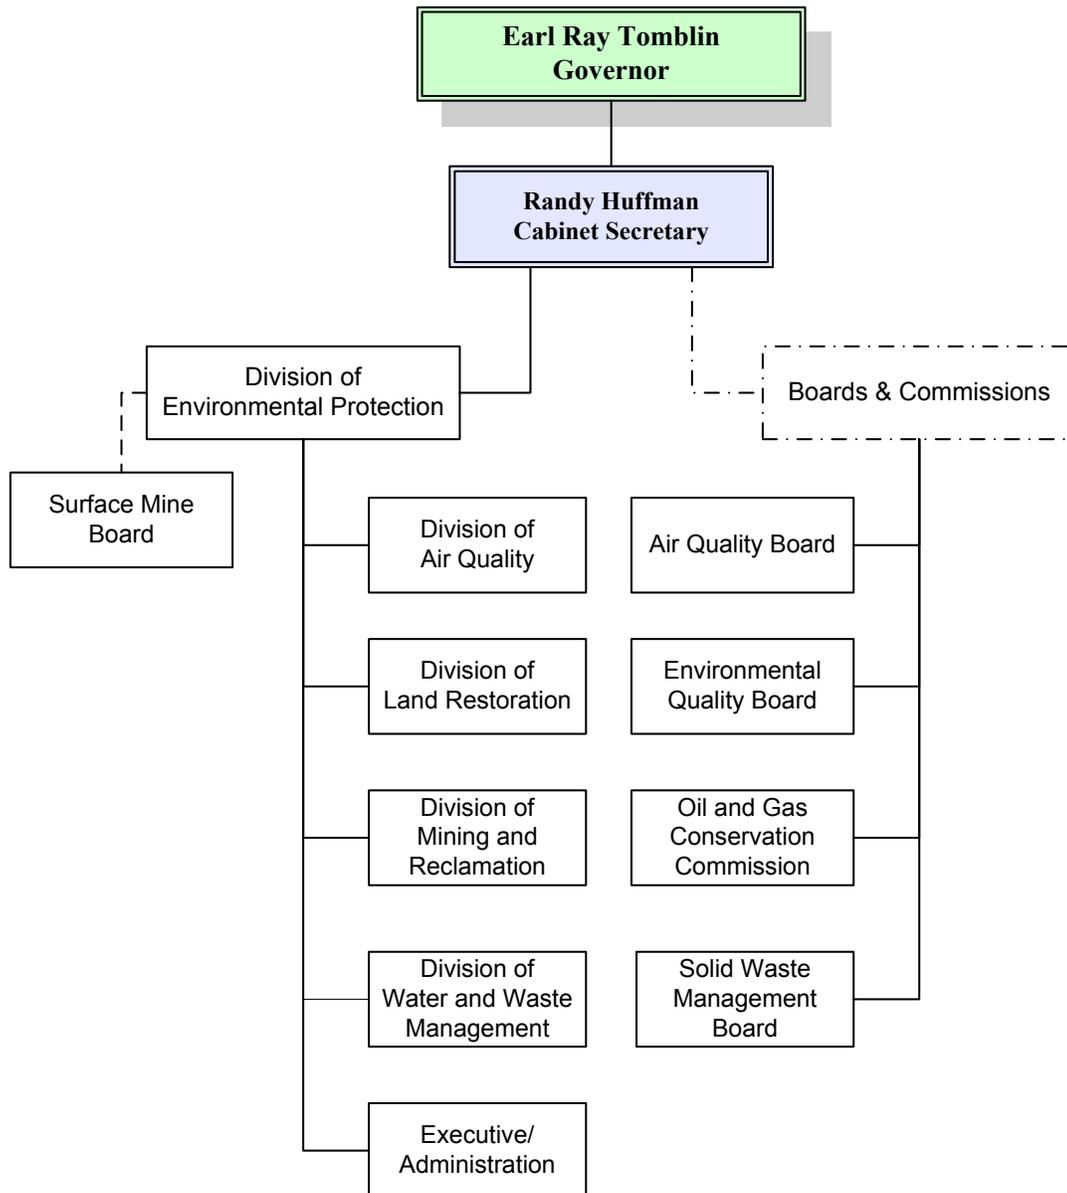 Earl Ray Tomblin
Governor
Randy Huffman
Cabinet Secretary
Division of
Environmental Protection
Boards & Commissions
Surface Mine
Board
Division of
Air Quality
Air Quality Board
Division of
Land Restoration
Environmental
Quality Board
Division of
Mining and
Reclamation
Oil and Gas
Conservation
Commission
Division of
Water and Waste
Management
Solid Waste
Management
Board
Executive/
Administration